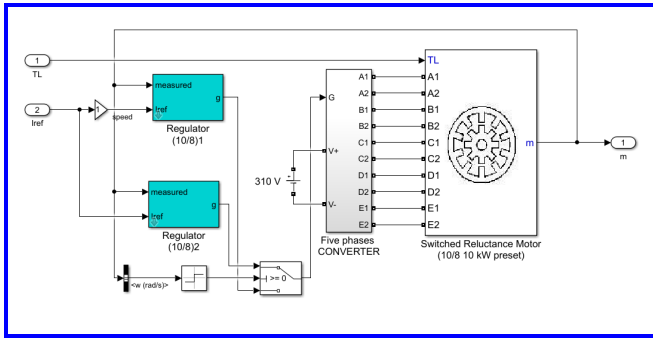 1
TL
2
Iref
1
speed
measured
Iref
g
Regulator
(10/8)1
measured
Iref
g
Regulator
(10/8)2
<w (rad/s)>
>= 0
310 V
+
G
V+
V-
A1
A2
B1
B2
C1
C2
D1
D2
E1
E2
Five phases
CONVERTER
TL
A1
A2
B1
B2
C1
C2
D1
D2
E1
E2
m
Switched Reluctance Motor
(10/8 10 kW preset)
1
m